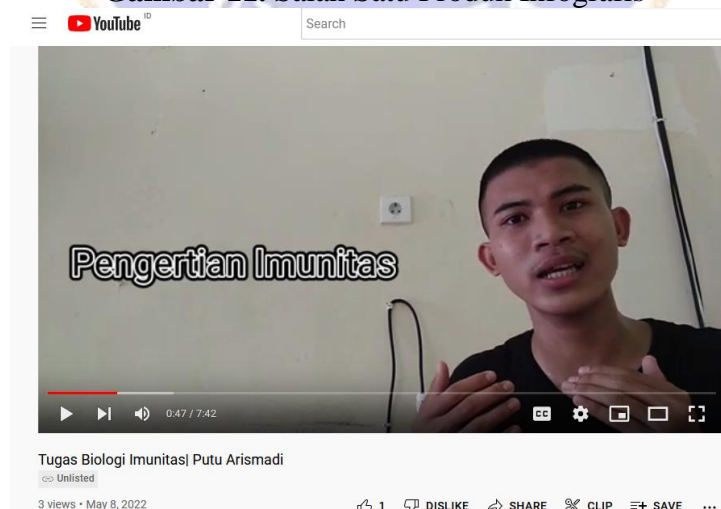 YouTube ID
Search
Pengertian Imunitas
0:47 / 7:42
CC
Tugas Biologi Imunitas| Putu Arismadi
Unlisted
3 views • May 8, 2022
1 DISLIKE SHARE CLIP SAVE ...